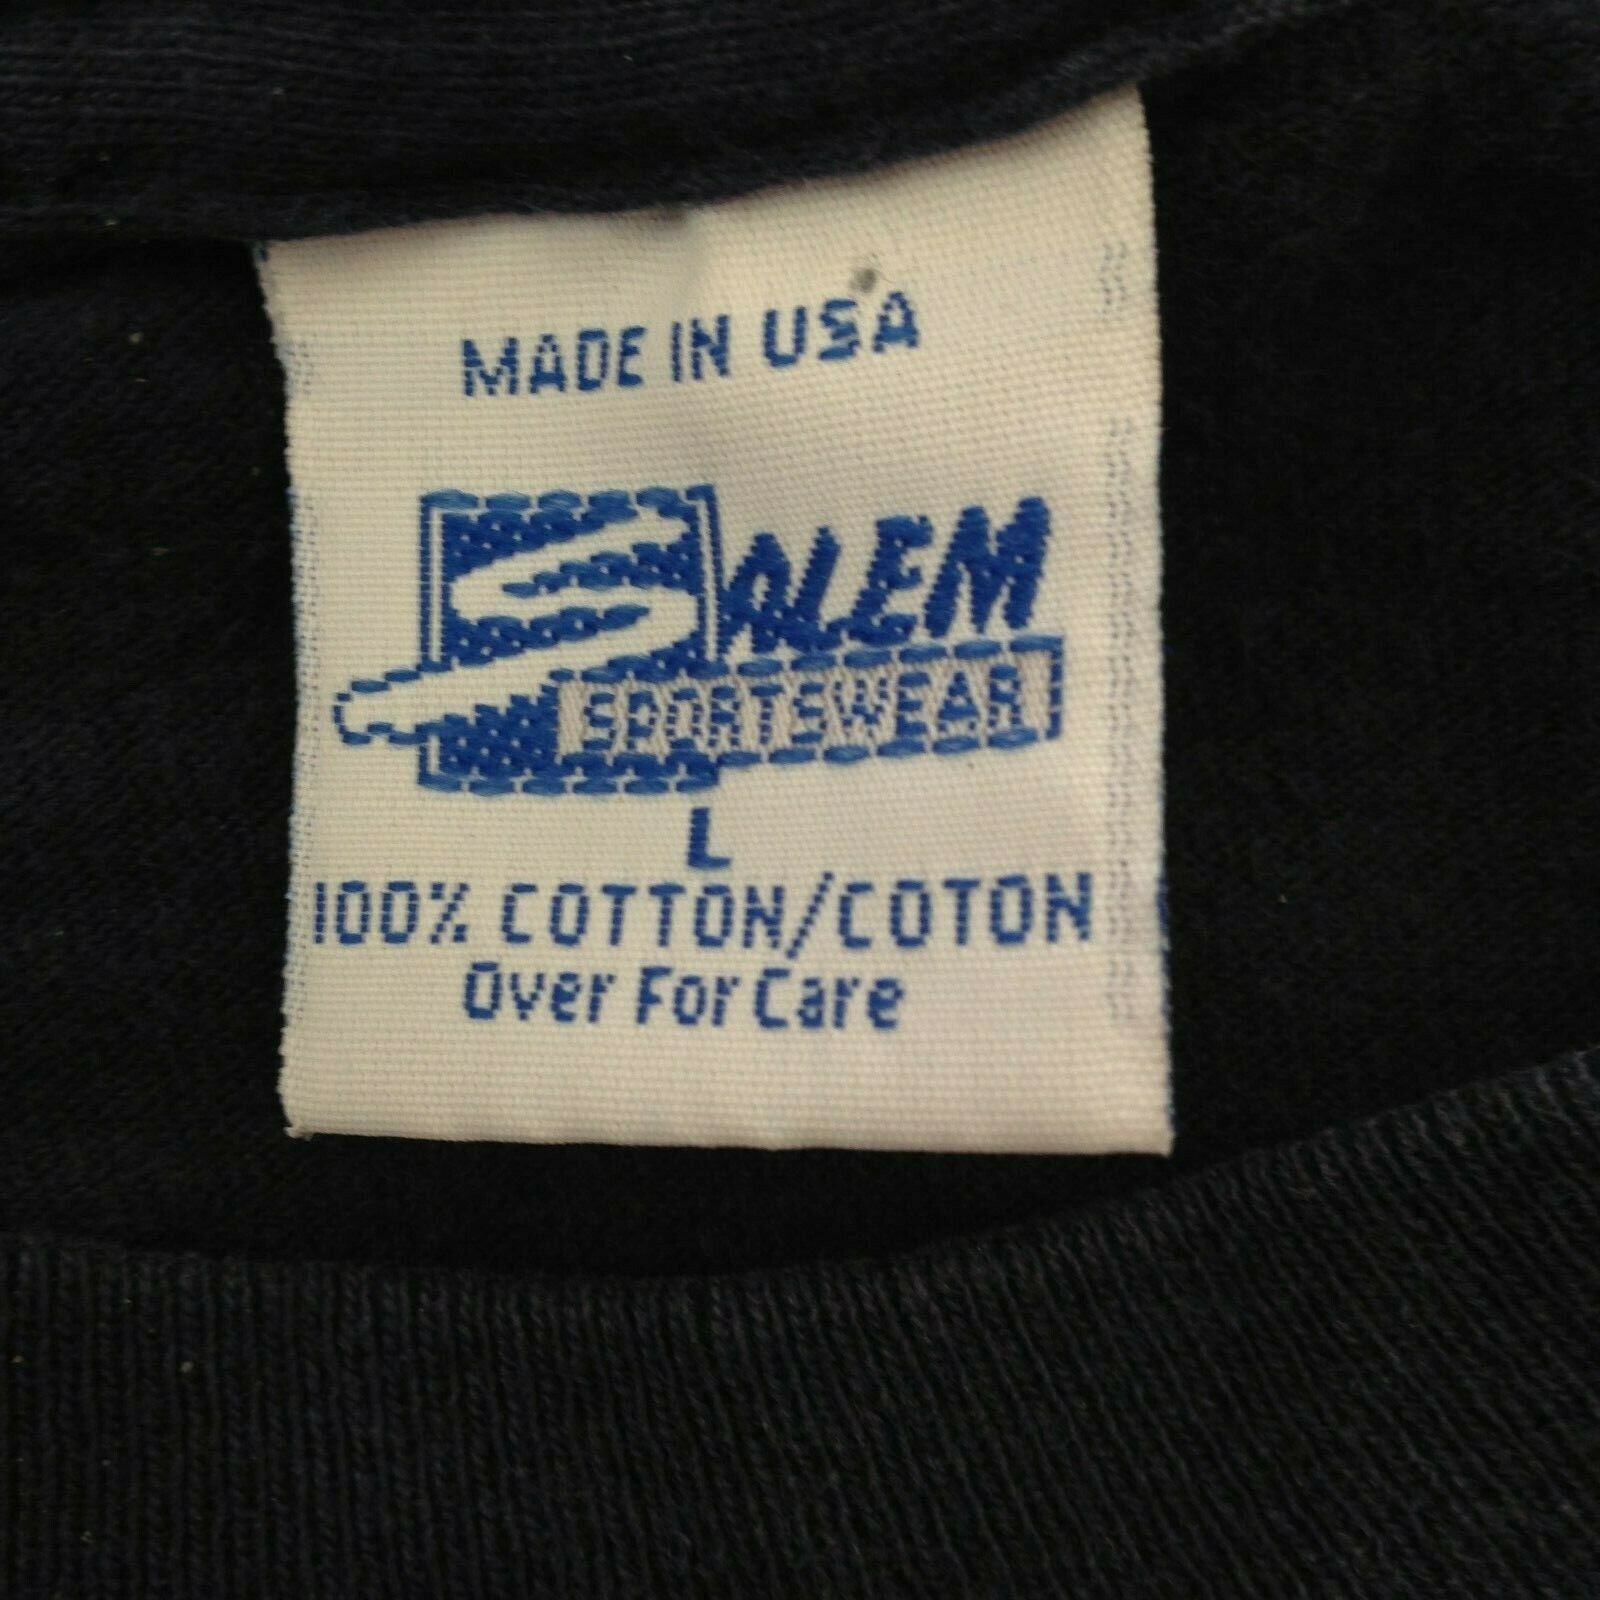 MADE IN USA
SALEM
SPORTSWEAR
L
100% COTTON/COTON
Over For Care